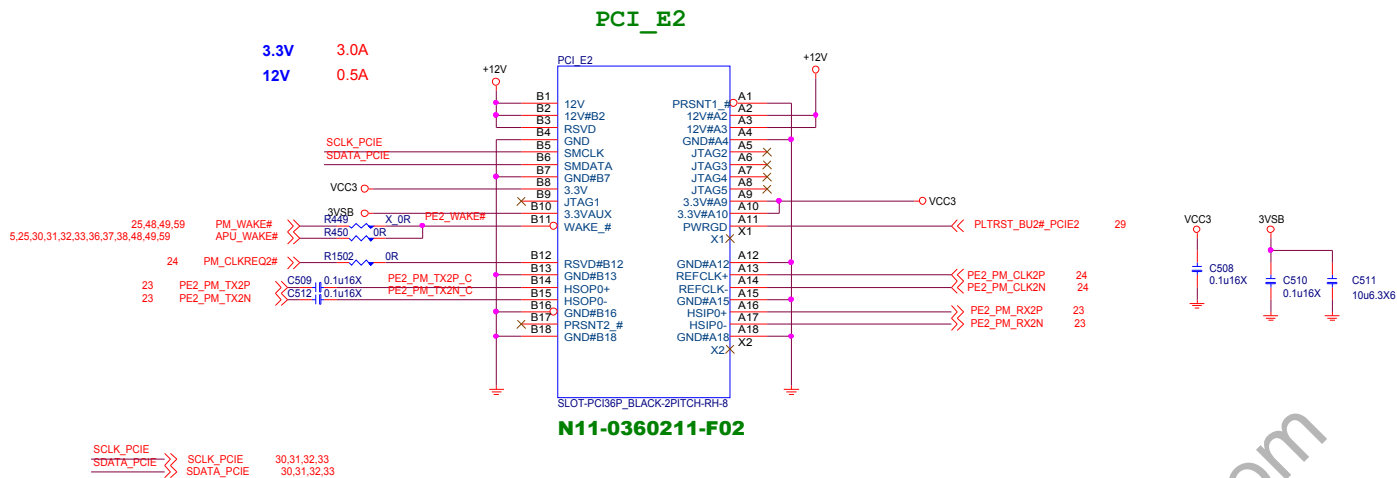 PCI_E2
3.3V 3.0A
12V 0.5A
+12V
PCI_E2
+12V
B1 12V PRSNT1_# A1
B2 12V#B2 12V#A2 A2
B3 RSVD 12V#A3 A3
B4 GND GND#A4 A4
SCLK_PCIE B5 SMCLK JTAG2 A5
SDATA_PCIE B6 SMDATA JTAG3 A6
B7 GND#B7 JTAG4 A7
VCC3 B8 3.3V JTAG5 A8
B9 JTAG1 3.3V#A9 A9 VCC3
3VSB B10 3.3VAUX 3.3V#A10 A10
25,48,49,59 PM_WAKE# R449 X_0R PE2_WAKE# B11 WAKE_# PWRGD A11 PLTRST_BU2#_PCIE2 29
5,25,30,31,32,33,36,37,38,48,49,59 APU_WAKE# R450 0R X1 X1
24 PM_CLKREQ2# R1502 0R B12 RSVD#B12 GND#A12 A12
B13 GND#B13 REFCLK+ A13 PE2_PM_CLK2P 24
23 PE2_PM_TX2P C509 0.1u16X PE2_PM_TX2P_C B14 HSOP0+ REFCLK- A14 PE2_PM_CLK2N 24
23 PE2_PM_TX2N C512 0.1u16X PE2_PM_TX2N_C B15 HSOP0- GND#A15 A15
B16 GND#B16 HSIP0+ A16 PE2_PM_RX2P 23
B17 PRSNT2_# HSIP0- A17 PE2_PM_RX2N 23
B18 GND#B18 GND#A18 A18
X2 X2
SLOT-PCI36P_BLACK-2PITCH-RH-8
N11-0360211-F02
VCC3 3VSB
C508 0.1u16X
C510 0.1u16X
C511 10u6.3X6
SCLK_PCIE SCLK_PCIE 30,31,32,33
SDATA_PCIE SDATA_PCIE 30,31,32,33
om